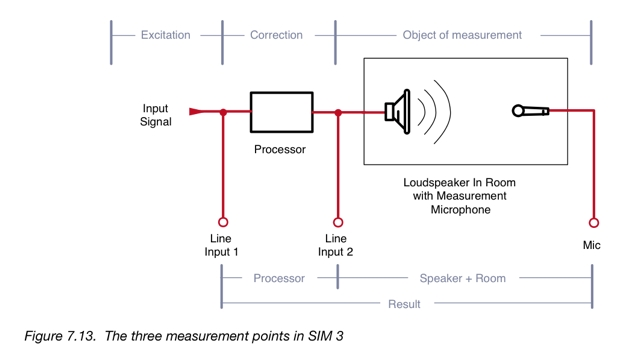 Excitation
Correction
Object of measurement
Input
Signal
Processor
Loudspeaker In Room
with Measurement
Microphone
Line
Input 1
Line
Input 2
Mic
Processor
Speaker + Room
Result
Figure 7.13. The three measurement points in SIM 3